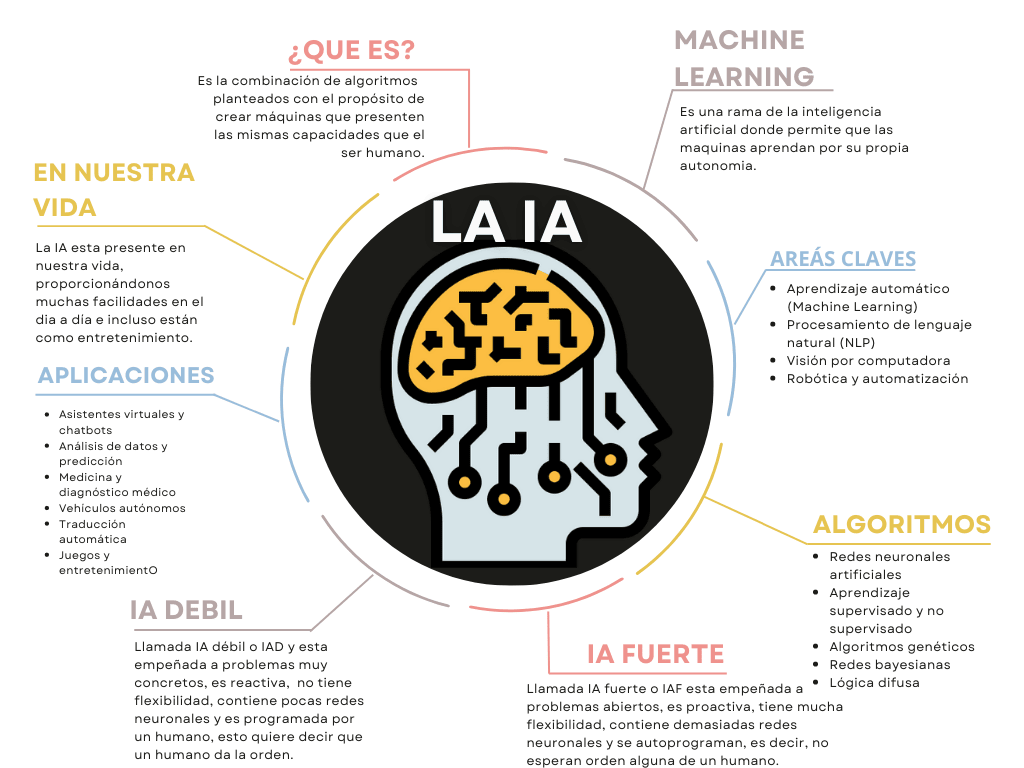 LA IA
¿QUE ES?
Es la combinación de algoritmos
planteados con el propósito de
crear máquinas que presenten
las mismas capacidades que el
ser humano.
MACHINE
LEARNING
Es una rama de la inteligencia
artificial donde permite que las
maquinas aprendan por su propia
autonomia.
EN NUESTRA
VIDA
La IA esta presente en
nuestra vida,
proporcionándonos
muchas facilidades en el
dia a día e incluso están
como entretenimiento.
AREÁS CLAVES
• Aprendizaje automático
(Machine Learning)
• Procesamiento de lenguaje
natural (NLP)
• Visión por computadora
• Robótica y automatización
APLICACIONES
• Asistentes virtuales y
chatbots
• Análisis de datos y
predicción
• Medicina y
diagnóstico médico
• Vehículos autónomos
• Traducción
automática
• Juegos y
entretenimientO
ALGORITMOS
• Redes neuronales
artificiales
• Aprendizaje
supervisado y no
supervisado
• Algoritmos genéticos
• Redes bayesianas
• Lógica difusa
IA DEBIL
Llamada IA débil o IAD y esta
empeñada a problemas muy
concretos, es reactiva, no tiene
flexibilidad, contiene pocas redes
neuronales y es programada por
un humano, esto quiere decir que
un humano da la orden.
IA FUERTE
Llamada IA fuerte o IAF esta empeñada a
problemas abiertos, es proactiva, tiene mucha
flexibilidad, contiene demasiadas redes
neuronales y se autoprograman, es decir, no
esperan orden alguna de un humano.